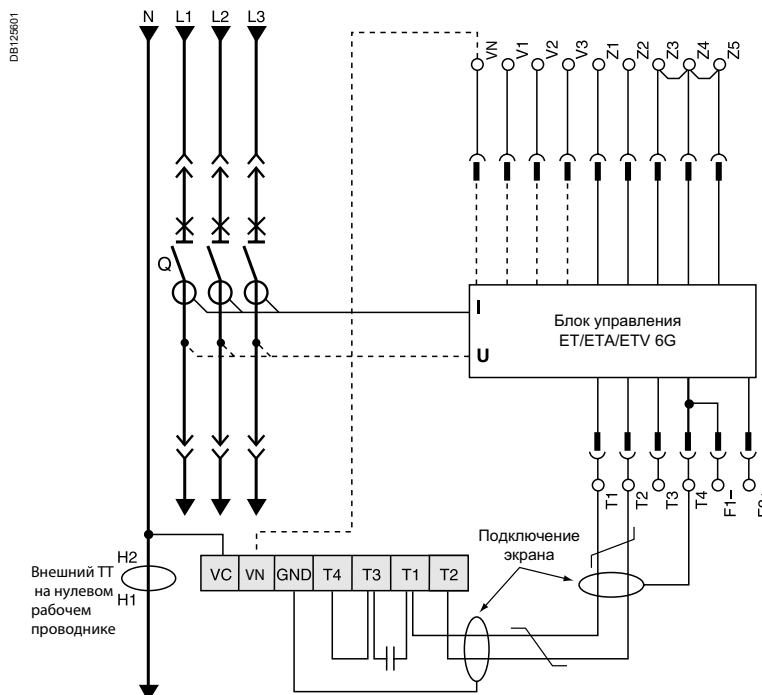 DB125601
N L1 L2 L3
VN V1 V2 V3 Z1 Z2 Z3 Z4 Z5
Q
I
Блок управления
ET/ETA/ETV 6G
U
T1 T2 T3 T4 F1–
Подключение
экрана
H2
H1
Внешний ТТ
на нулевом
рабочем
проводнике
VC VN GND T4 T3 T1 T2